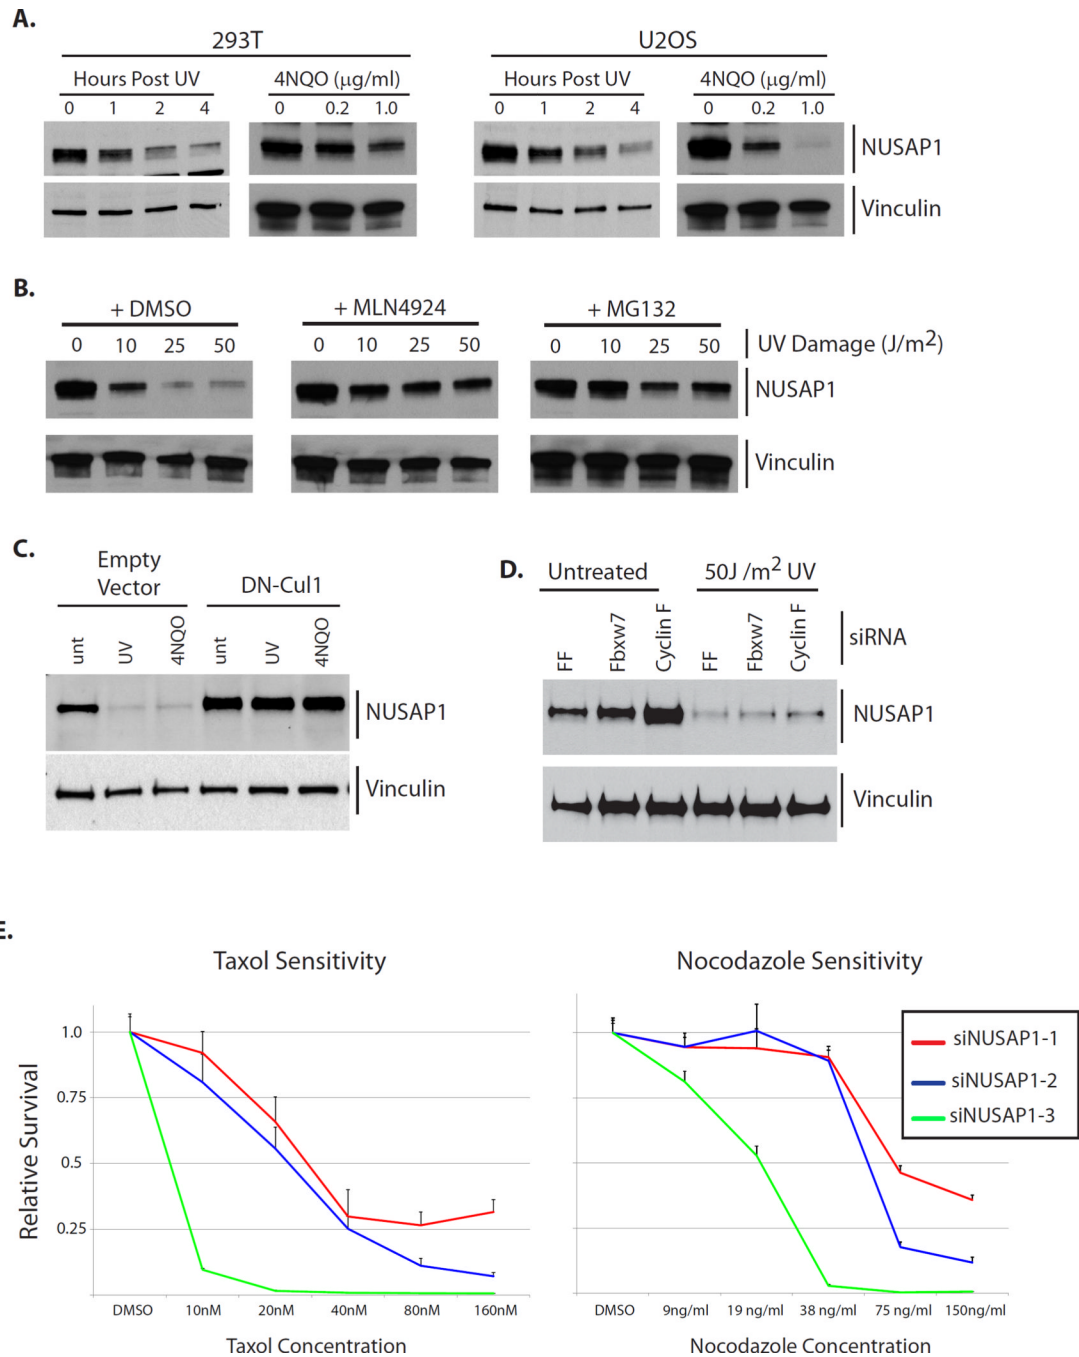 A.
293T
U2OS
Hours Post UV
4NQO (μg/ml)
Hours Post UV
4NQO (μg/ml)
0 1 2 4
0 0.2 1.0
0 1 2 4
0 0.2 1.0
NUSAP1
Vinculin
B.
+ DMSO
+ MLN4924
+ MG132
0 10 25 50
0 10 25 50
0 10 25 50
UV Damage (J/m²)
NUSAP1
Vinculin
C.
Empty
Vector
DN-Cul1
unt UV 4NQO unt UV 4NQO
NUSAP1
Vinculin
D.
Untreated
50J /m² UV
FF Fbxw7 Cyclin F FF Fbxw7 Cyclin F
siRNA
NUSAP1
Vinculin
E.
Taxol Sensitivity
Nocodazole Sensitivity
Relative Survival
1.0
0.75
0.5
0.25
DMSO 10nM 20nM 40nM 80nM 160nM
Taxol Concentration
siNUSAP1-1
siNUSAP1-2
siNUSAP1-3
DMSO 9ng/ml 19 ng/ml 38 ng/ml 75 ng/ml 150ng/ml
Nocodazole Concentration